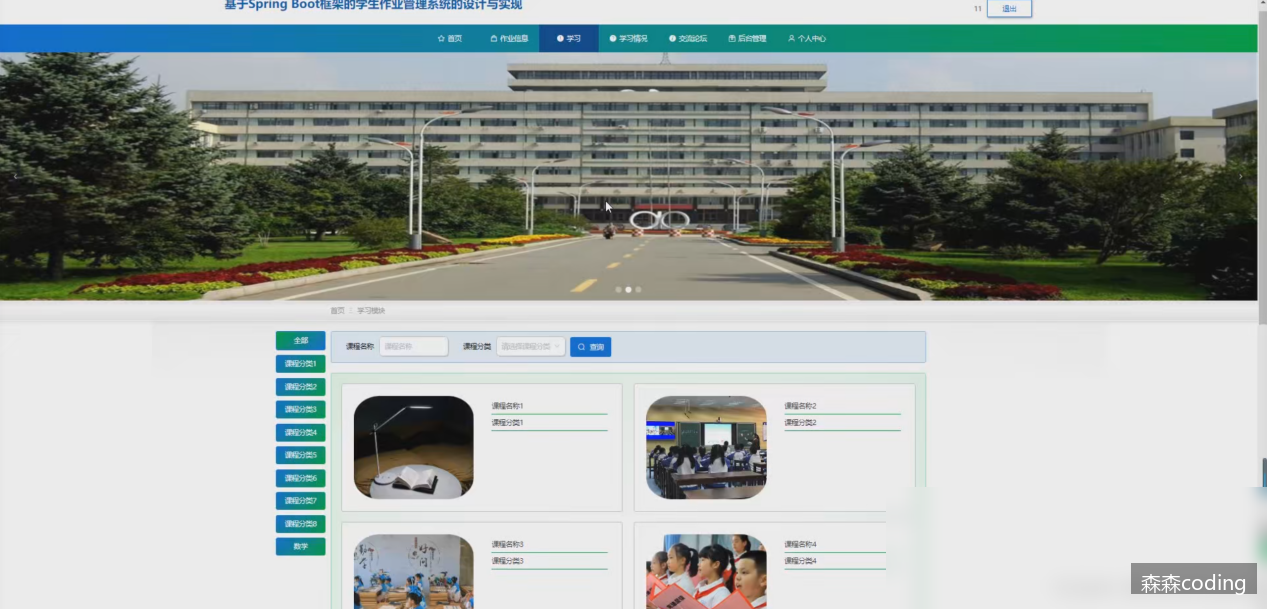 基于Spring Boot框架的学生作业管理系统的设计与实现
11 退出
首页 作业信息 学习 学习情况 交流论坛 后台管理 个人中心
首页 : 学习模块
全部
课程分类1
课程分类2
课程分类3
课程分类4
课程分类5
课程分类6
课程分类7
课程分类8
数学
课程名称 课程名称 课程分类 请选择课程分类 查询
课程名称1
课程分类1
课程名称2
课程分类2
课程名称3
课程分类3
课程名称4
课程分类4
森森coding